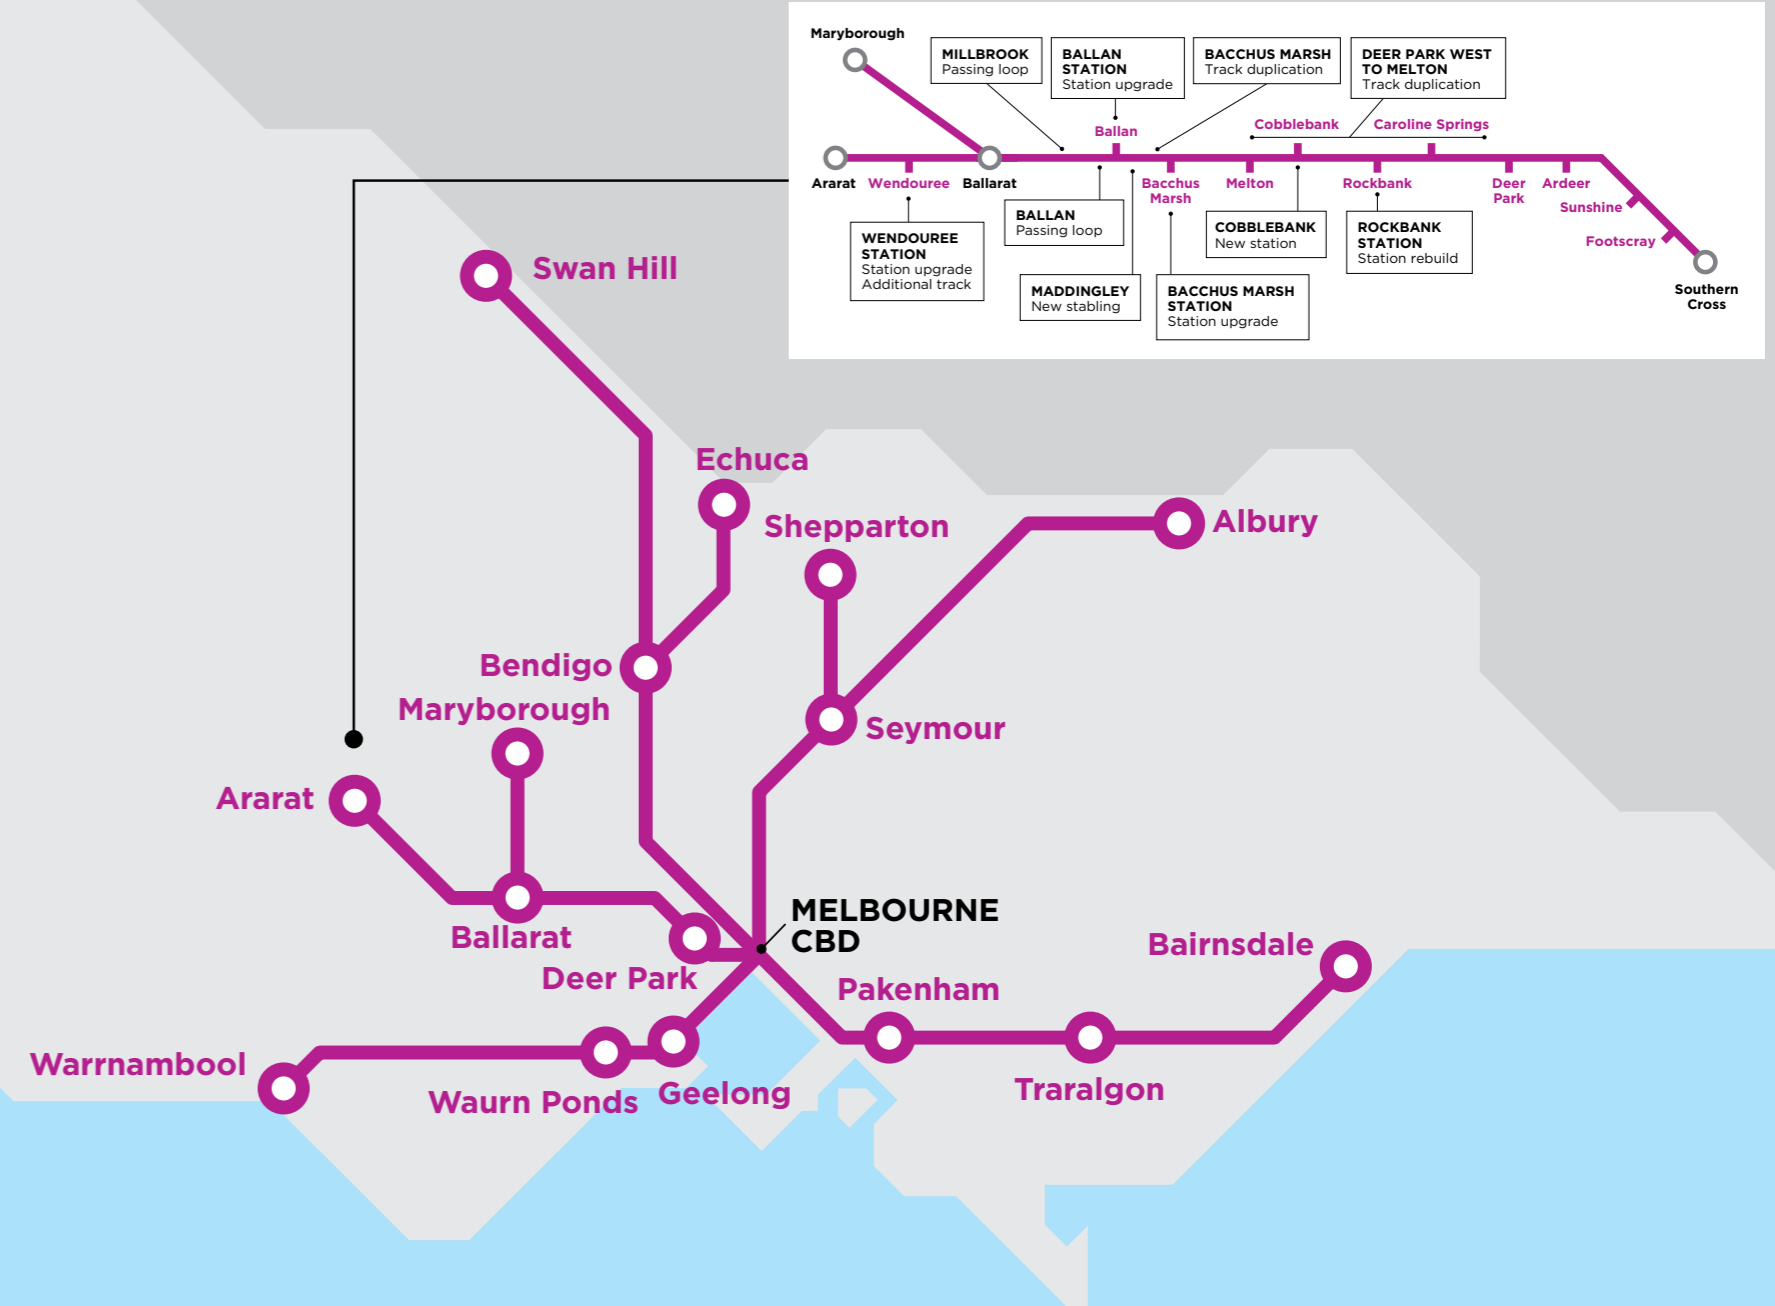 Maryborough
MILLBROOK
Passing loop
BALLAN
STATION
Station upgrade
BACCHUS MARSH
Track duplication
DEER PARK WEST
TO MELTON
Track duplication
Ballan
Cobblebank
Caroline Springs
Ararat
Wendouree
Ballarat
Bacchus
Marsh
Melton
Rockbank
Deer
Park
Ardeer
Sunshine
Footscray
Southern
Cross
WENDOUREE
STATION
Station upgrade
Additional track
BALLAN
Passing loop
MADDINGLEY
New stabling
BACCHUS MARSH
STATION
Station upgrade
COBBLEBANK
New station
ROCKBANK
STATION
Station rebuild
Swan Hill
Echuca
Shepparton
Albury
Bendigo
Maryborough
Seymour
Ararat
Ballarat
Deer Park
MELBOURNE
CBD
Bairnsdale
Pakenham
Warrnambool
Waurn Ponds
Geelong
Traralgon